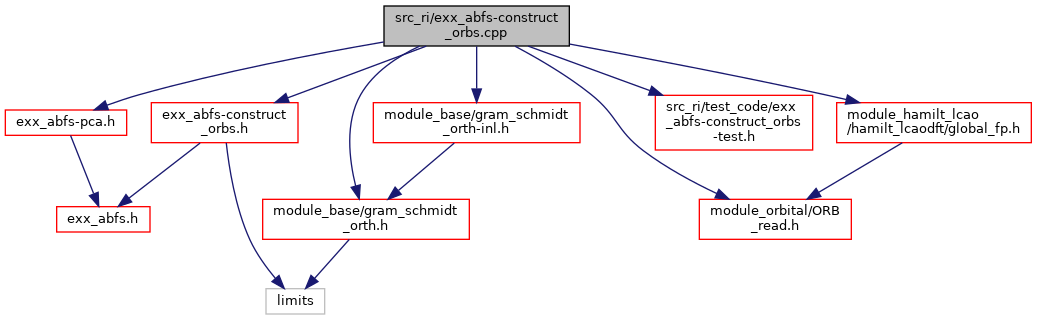 src_ri/exx_abfs-construct
_orbs.cpp
exx_abfs-pca.h
exx_abfs-construct
_orbs.h
module_base/gram_schmidt
_orth-inl.h
src_ri/test_code/exx
_abfs-construct_orbs
-test.h
module_hamilt_lcao
/hamilt_lcaodft/global_fp.h
exx_abfs.h
module_base/gram_schmidt
_orth.h
module_orbital/ORB
_read.h
limits